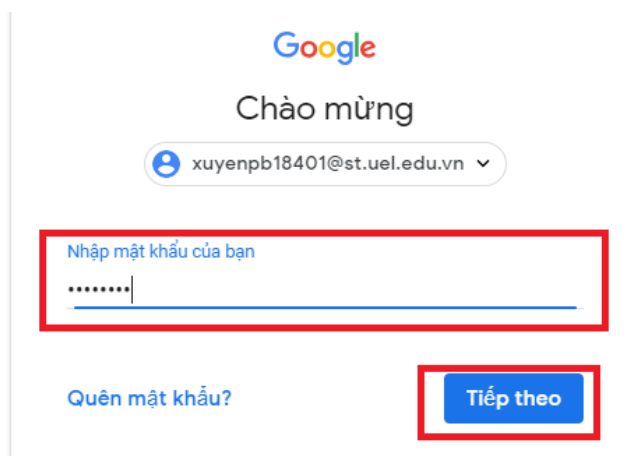 Google
Chào mừng
xuyenpb18401@st.uel.edu.vn
Nhập mật khẩu của bạn
••••••••
Quên mật khẩu?
Tiếp theo